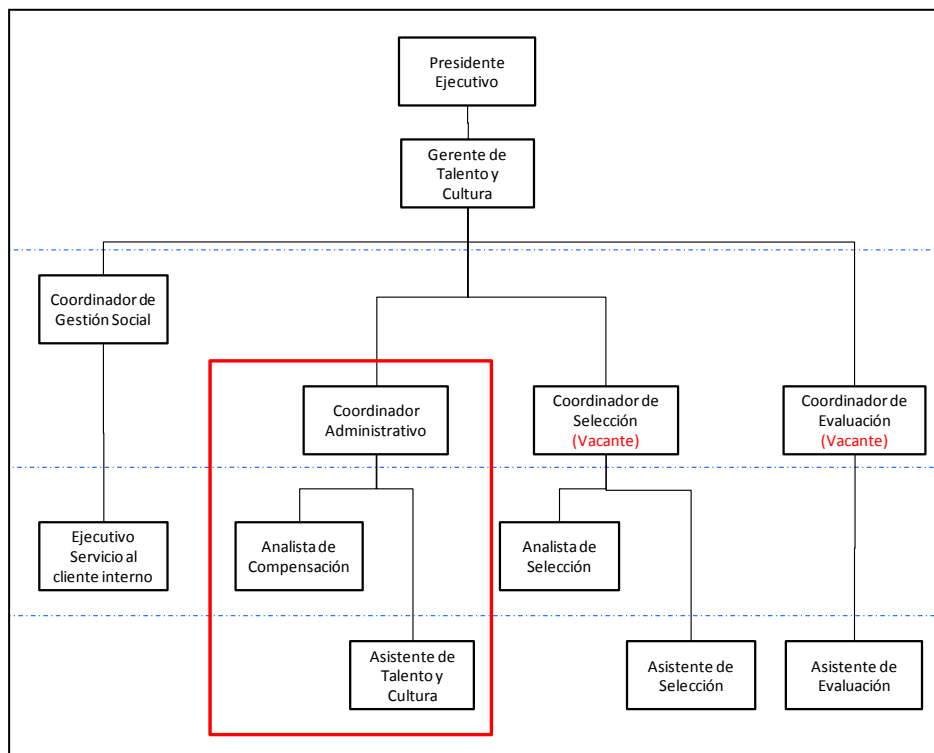 Presidente
Ejecutivo
Gerente de
Talento y
Cultura
Coordinador de
Gestión Social
Coordinador
Administrativo
Coordinador de
Selección
(Vacante)
Coordinador de
Evaluación
(Vacante)
Ejecutivo
Servicio al
cliente interno
Analista de
Compensación
Analista de
Selección
Asistente de
Talento y
Cultura
Asistente de
Selección
Asistente de
Evaluación